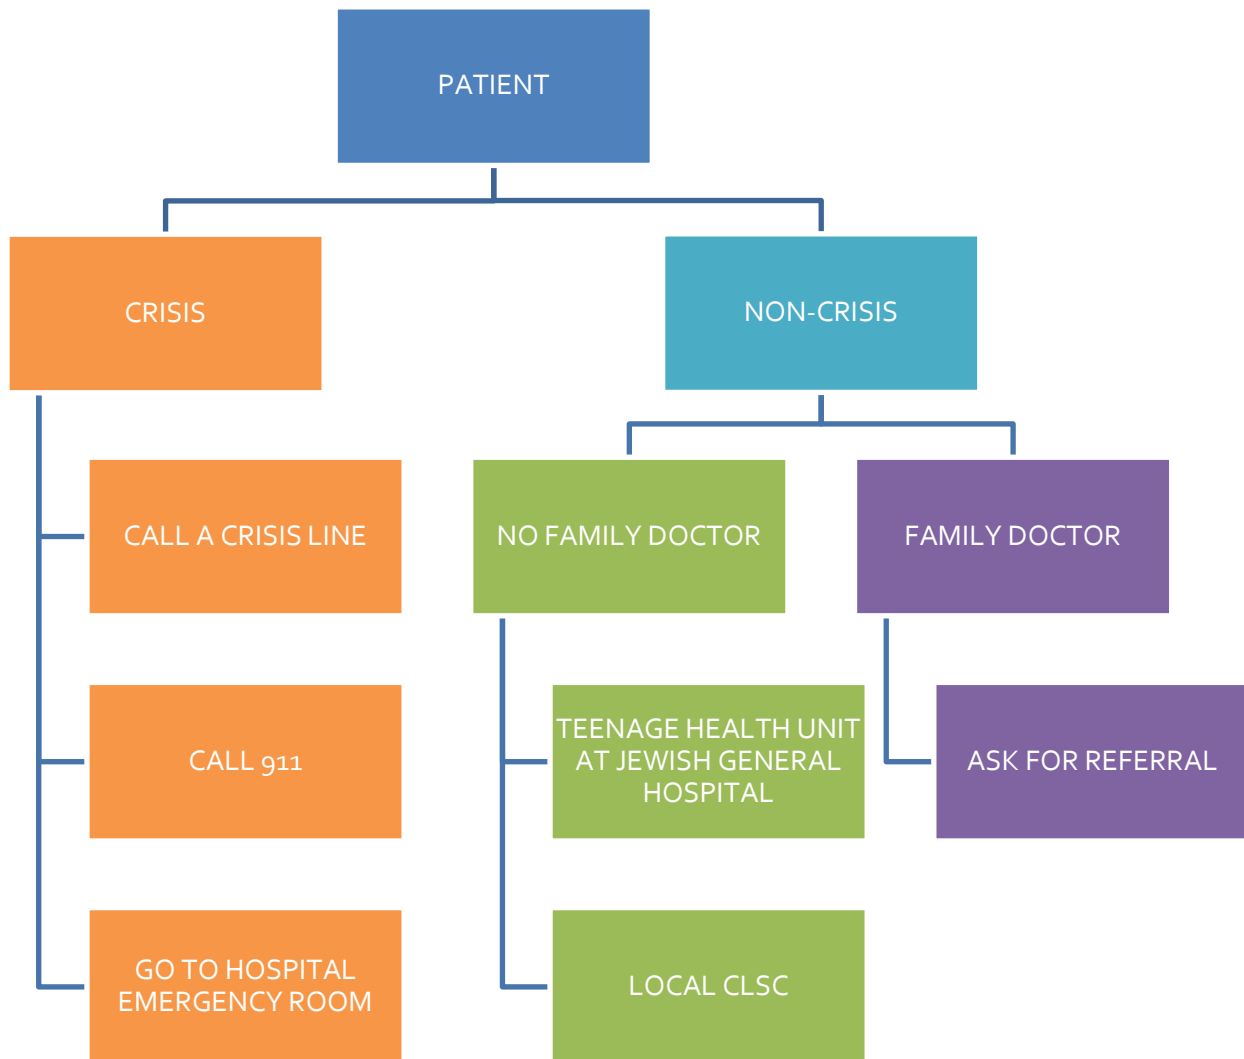 PATIENT
CRISIS
NON-CRISIS
CALL A CRISIS LINE
NO FAMILY DOCTOR
FAMILY DOCTOR
CALL 911
TEENAGE HEALTH UNIT
AT JEWISH GENERAL
HOSPITAL
ASK FOR REFERRAL
GO TO HOSPITAL
EMERGENCY ROOM
LOCAL CLSC